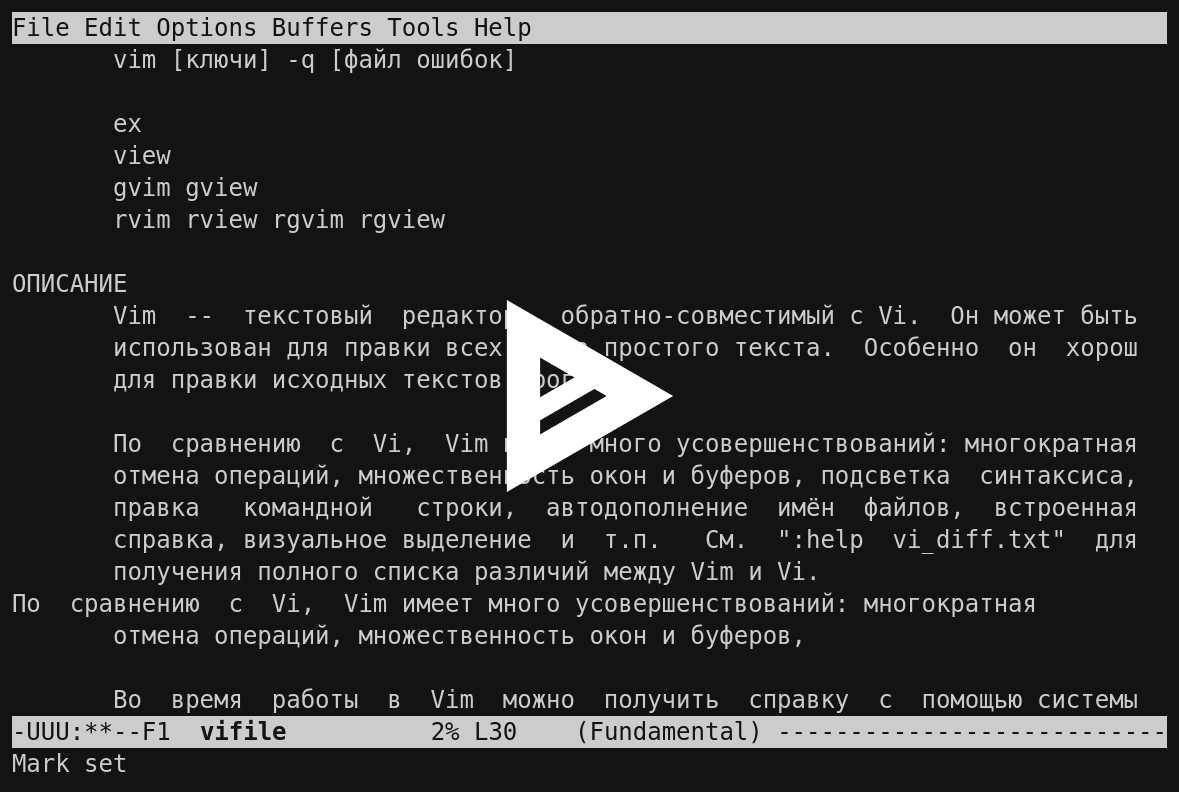 File Edit Options Buffers Tools Help
vim [ключи] -q [файл ошибок]
ex
view
gvim gview
rvim rview rgvim rgview
ОПИСАНИЕ
Vim -- текстовый редактор обратно-совместимый с Vi. Он может быть
использован для правки всех простого текста. Особенно он хорош
для правки исходных текстов
По сравнению с Vi, Vim много усовершенствований: многократная
отмена операций, множественность окон и буферов, подсветка синтаксиса,
правка командной строки, автодополнение имён файлов, встроенная
справка, визуальное выделение и т.п. См. ":help vi_diff.txt" для
получения полного списка различий между Vim и Vi.
По сравнению с Vi, Vim имеет много усовершенствований: многократная
отмена операций, множественность окон и буферов,
Во время работы в Vim можно получить справку с помощью системы
-UUU:**--F1 vifile 2% L30 (Fundamental) ---------------------------
Mark set